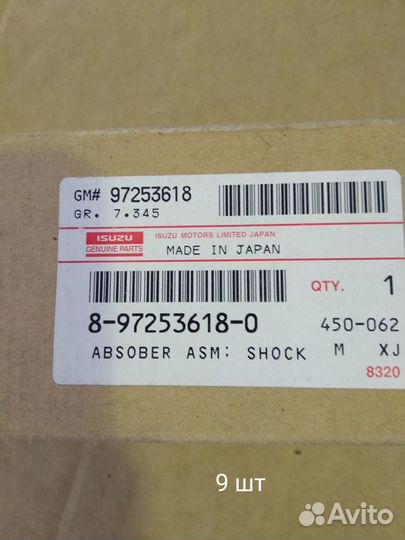 GM# 97253618
GR. 7.345
ISUZU
GENUINE PARTS
ISUZU MOTORS LIMITED JAPAN
MADE IN JAPAN
QTY. 1
8-97253618-0
450-062
ABSOBER ASM; SHOCK
M XJ
8320
9 шт
Avito